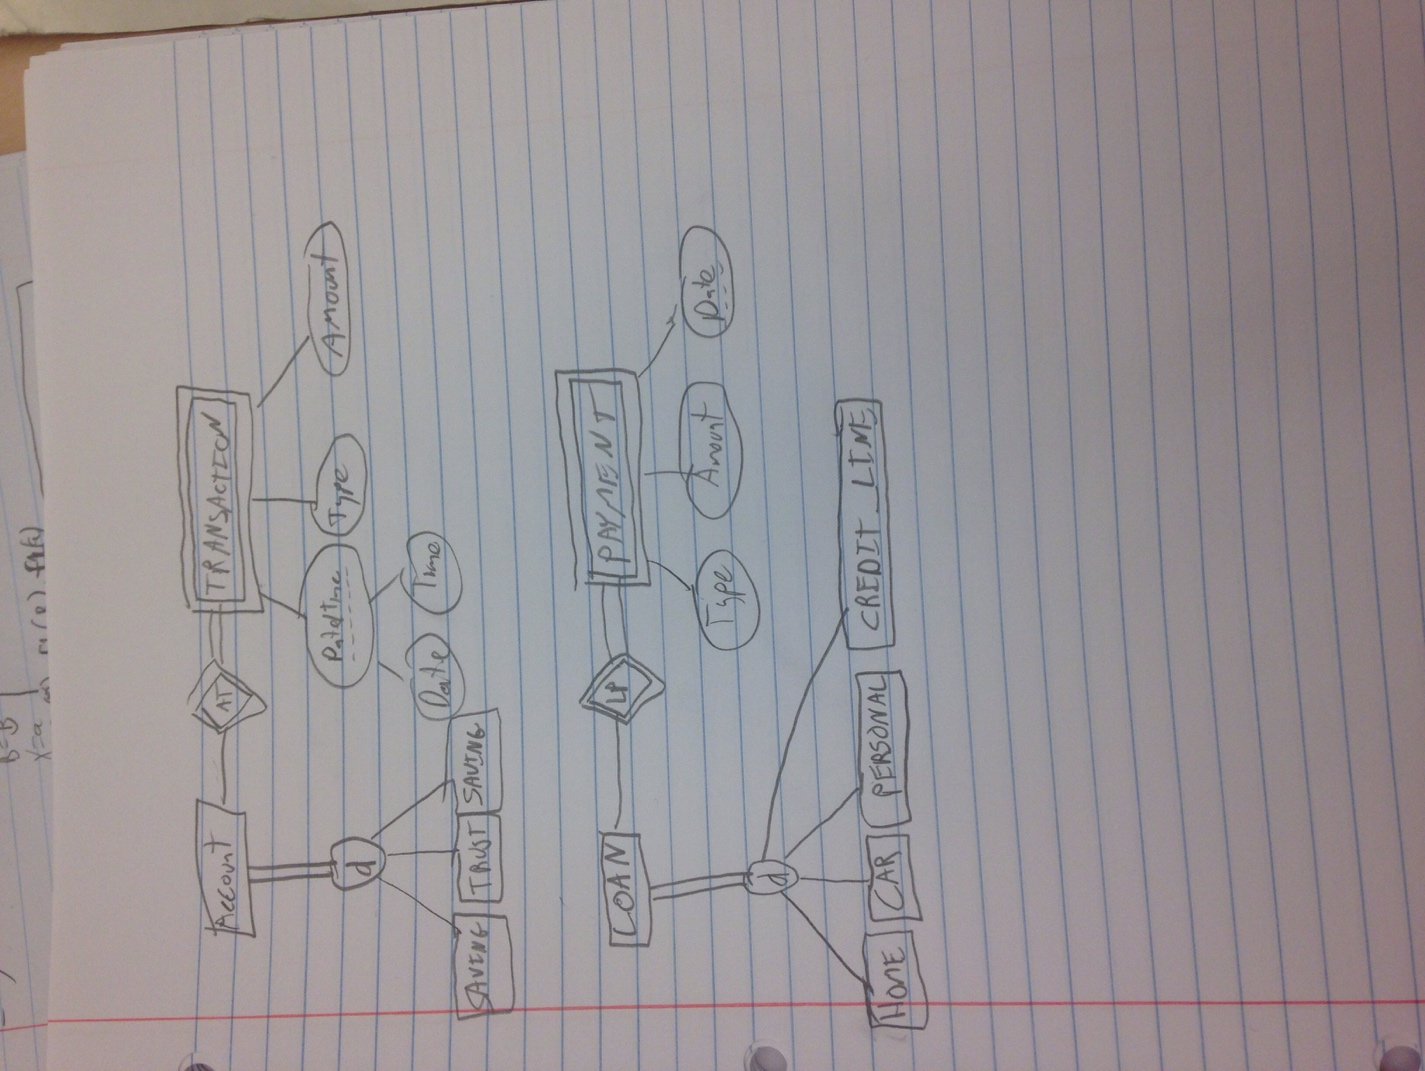 Account
AT
TRANSACTION
Datetime
Type
Amount
Date
Time
d
SAVING
TRUST
SAVING
LOAN
LP
PAYMENT
Type
Amount
Date
d
HOME
CAR
PERSONAL
CREDIT_LINE
B=B
X=a